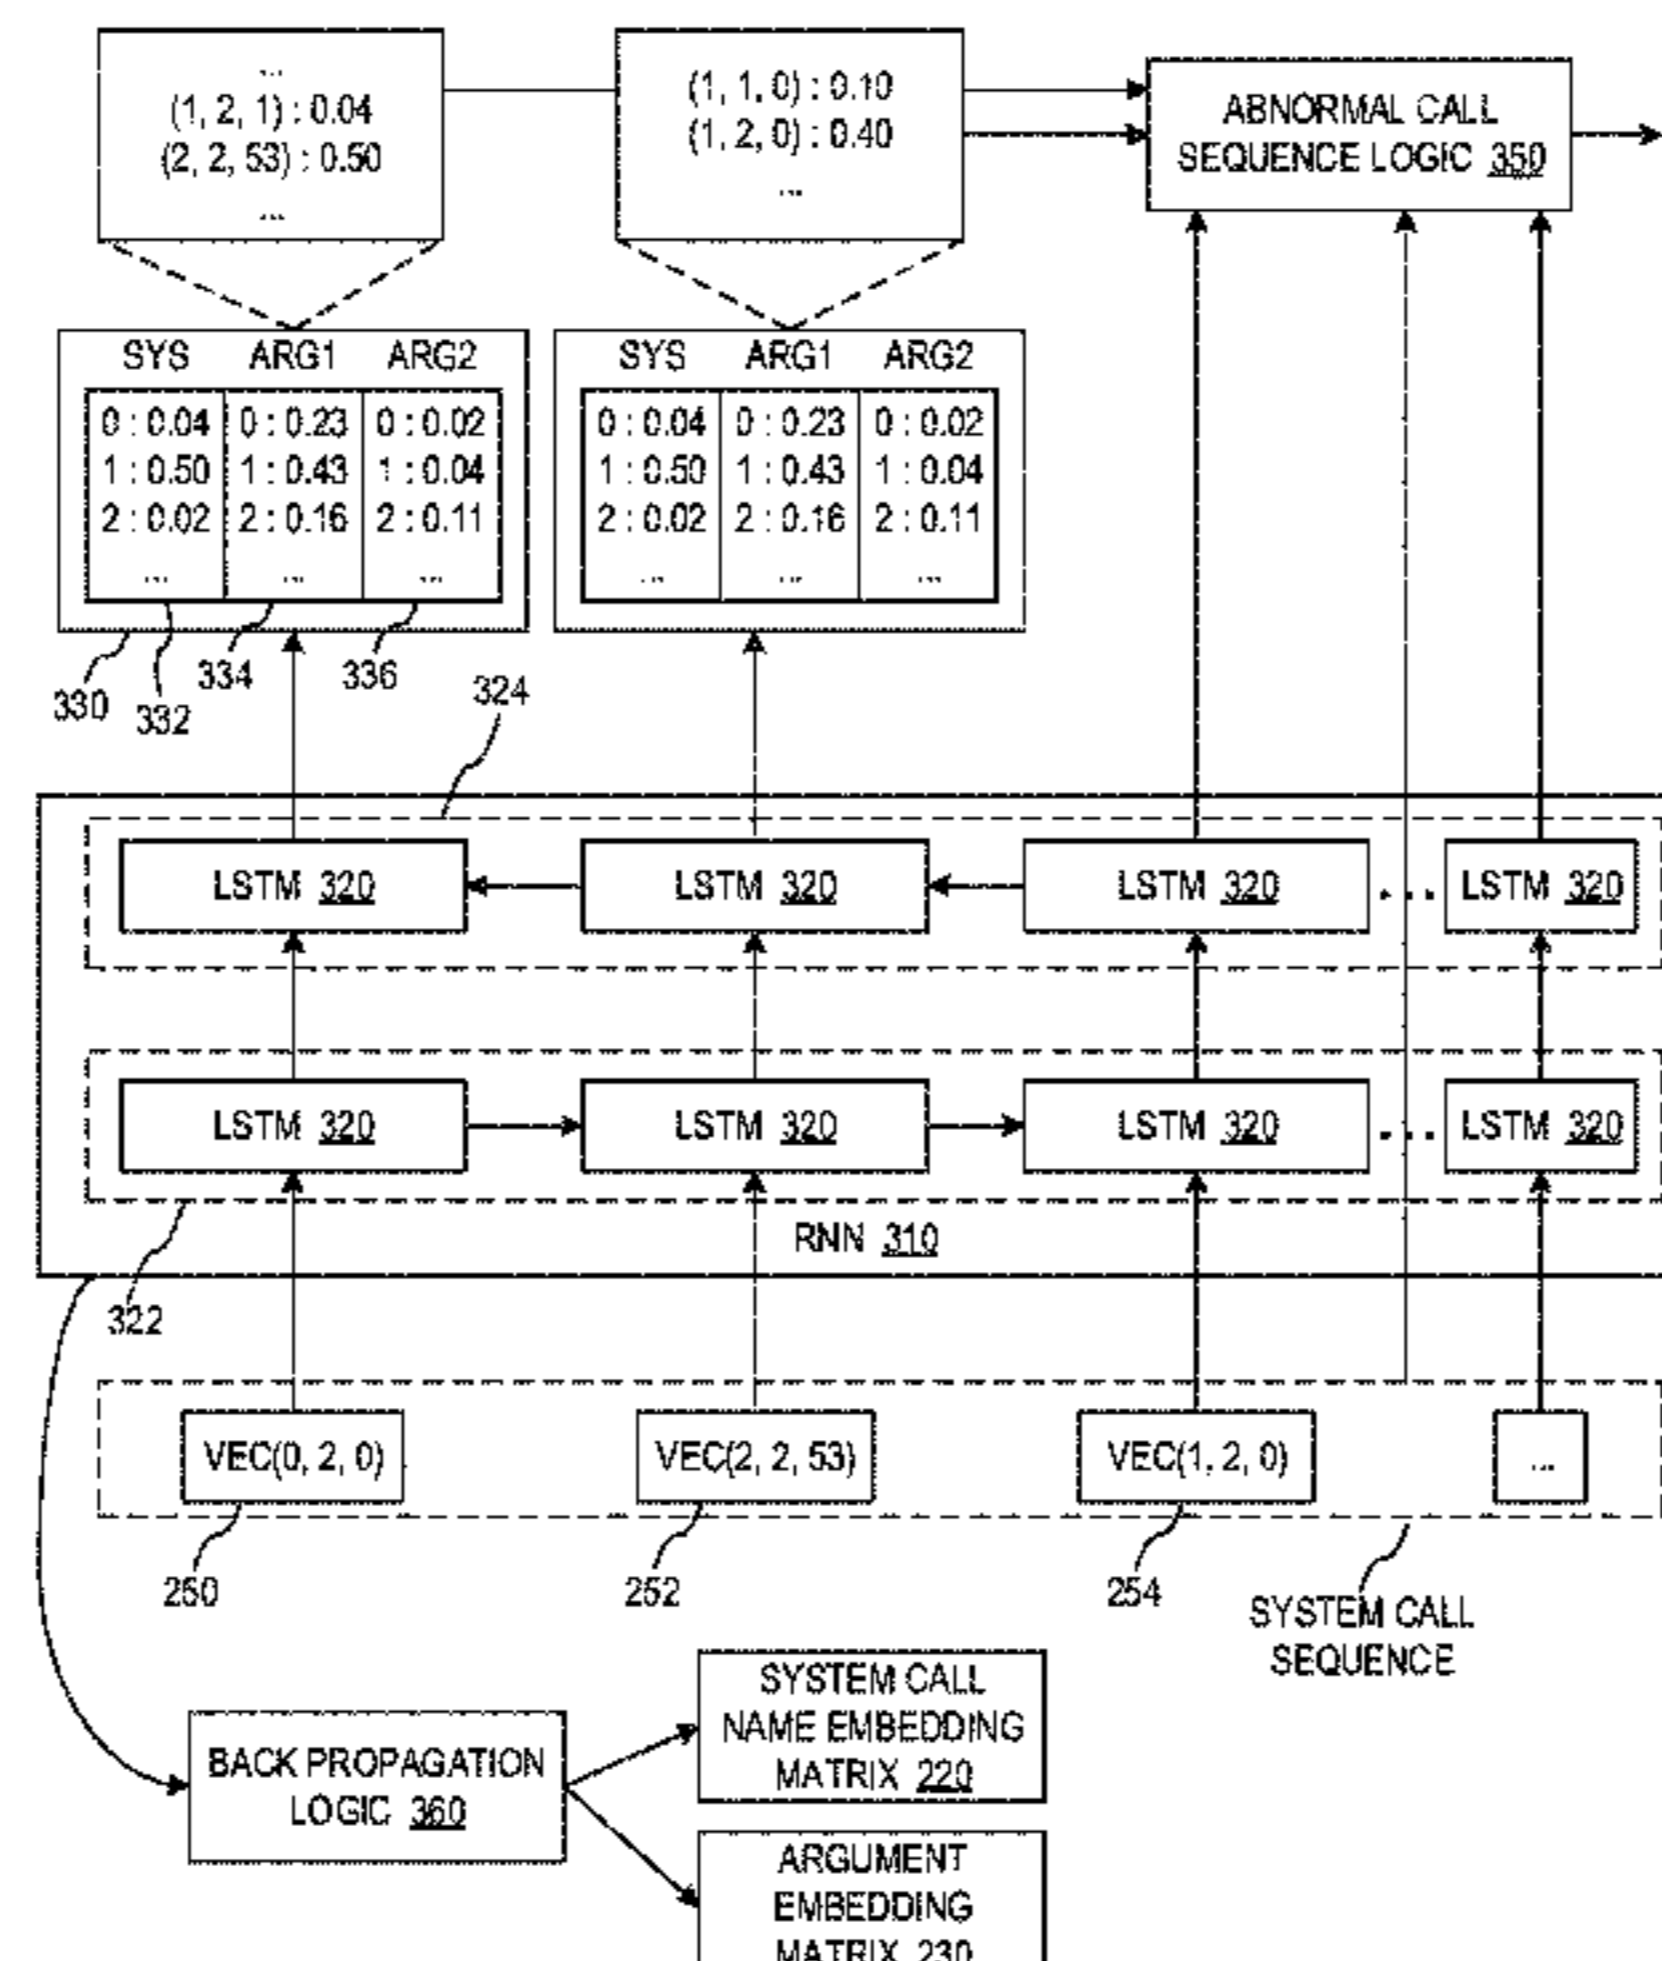 ...
(1, 2, 1) : 0.04
(2, 2, 53) : 0.50
...
(1, 1, 0) : 0.10
(1, 2, 0) : 0.40
...
ABNORMAL CALL
SEQUENCE LOGIC 350
SYS ARG1 ARG2
0 : 0.04 0 : 0.23 0 : 0.02
1 : 0.50 1 : 0.43 1 : 0.04
2 : 0.02 2 : 0.16 2 : 0.11
... ... ...
SYS ARG1 ARG2
0 : 0.04 0 : 0.23 0 : 0.02
1 : 0.50 1 : 0.43 1 : 0.04
2 : 0.02 2 : 0.16 2 : 0.11
... ... ...
330 332 334 336
324
LSTM 320 LSTM 320 LSTM 320 ... LSTM 320
LSTM 320 LSTM 320 LSTM 320 ... LSTM 320
RNN 310
322
VEC(0, 2, 0) VEC(2, 2, 53) VEC(1, 2, 0) ...
250 252 254
SYSTEM CALL
SEQUENCE
BACK PROPAGATION
LOGIC 360
SYSTEM CALL
NAME EMBEDDING
MATRIX 220
ARGUMENT
EMBEDDING
MATRIX 230